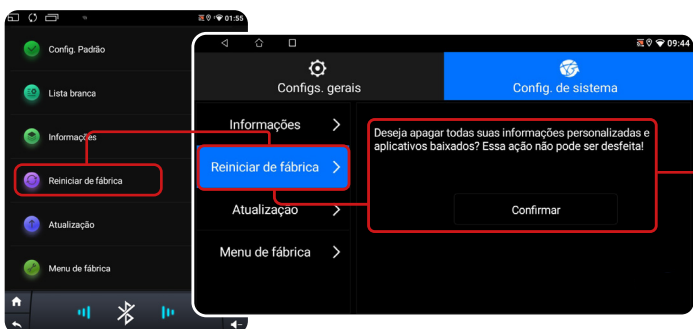 01:55
Config. Padrão
Lista branca
Informações
Reiniciar de fábrica
Atualização
Menu de fábrica
09:44
Configs. gerais
Config. de sistema
Informações
Reiniciar de fábrica
Atualização
Menu de fábrica
Deseja apagar todas suas informações personalizadas e
aplicativos baixados? Essa ação não pode ser desfeita!
Confirmar